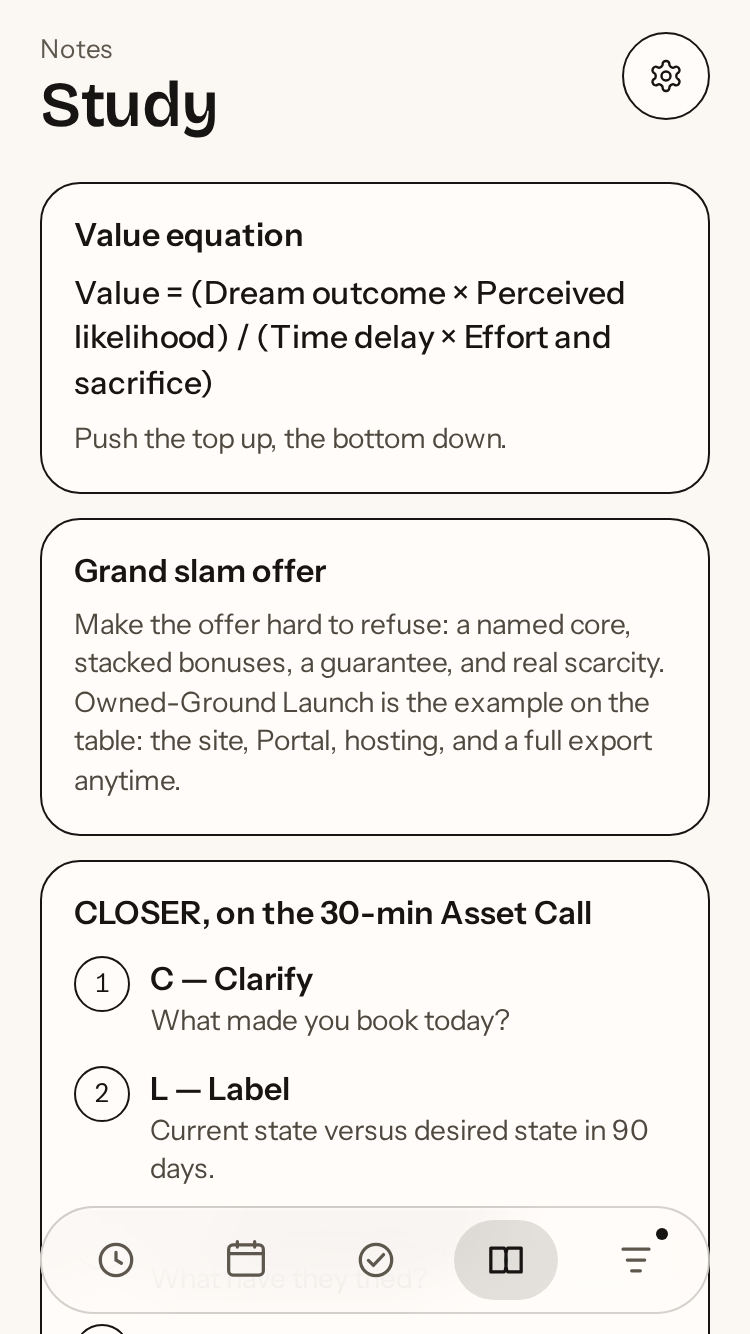 Notes
Study
Value equation
Value = (Dream outcome × Perceived
likelihood) / (Time delay × Effort and
sacrifice)
Push the top up, the bottom down.
Grand slam offer
Make the offer hard to refuse: a named core,
stacked bonuses, a guarantee, and real scarcity.
Owned-Ground Launch is the example on the
table: the site, Portal, hosting, and a full export
anytime.
CLOSER, on the 30-min Asset Call
1
C — Clarify
What made you book today?
2
L — Label
Current state versus desired state in 90
days.
What have they tried?